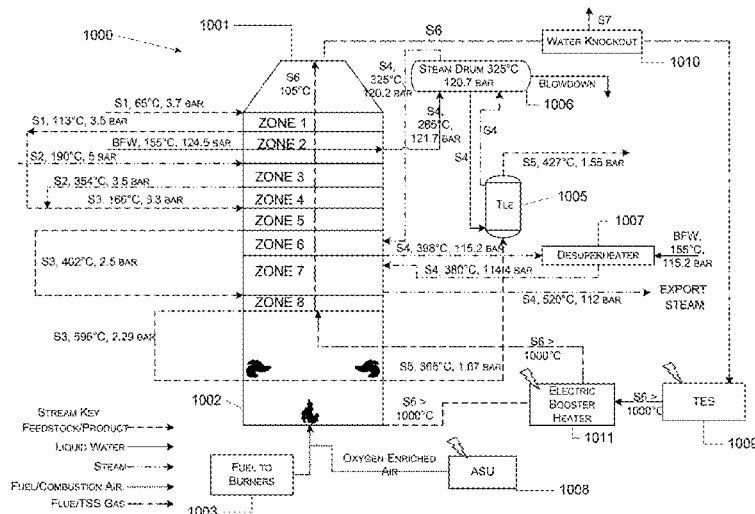 1000
1001
S6
S7
WATER KNOCKOUT
1010
S6
105°C
S4,
325°C,
120.2 BAR
STEAM DRUM 325°C
120.7 BAR
BLOWDOWN
1006
S1, 65°C, 3.7 BAR
S1, 113°C, 3.5 BAR
ZONE 1
BFW, 155°C, 124.5 BAR
ZONE 2
S4,
265°C,
121.7 BAR
S4
S4
S2, 190°C, 5 BAR
ZONE 3
S5, 427°C, 1.55 BAR
S2, 354°C, 3.5 BAR
S3, 166°C, 3.3 BAR
ZONE 4
TLE
1005
ZONE 5
ZONE 6
S4, 398°C, 115.2 BAR
1007
DESUPERHEATER
BFW,
155°C,
115.2 BAR
S3, 402°C, 2.5 BAR
ZONE 7
S4, 380°C, 114.4 BAR
ZONE 8
S4, 520°C, 112 BAR
EXPORT
STEAM
S3, 596°C, 2.29 BAR
S6 >
1000°C
S5, 365°C, 1.07 BAR
1002
S6 >
1000°C
ELECTRIC
BOOSTER
HEATER
1011
S6 >
1000°C
TES
1009
STREAM KEY
FEEDSTOCK/PRODUCT
LIQUID WATER
STEAM
FUEL/COMBUSTION AIR
FLUE/TSS GAS
FUEL TO
BURNERS
1003
OXYGEN ENRICHED
AIR
ASU
1008